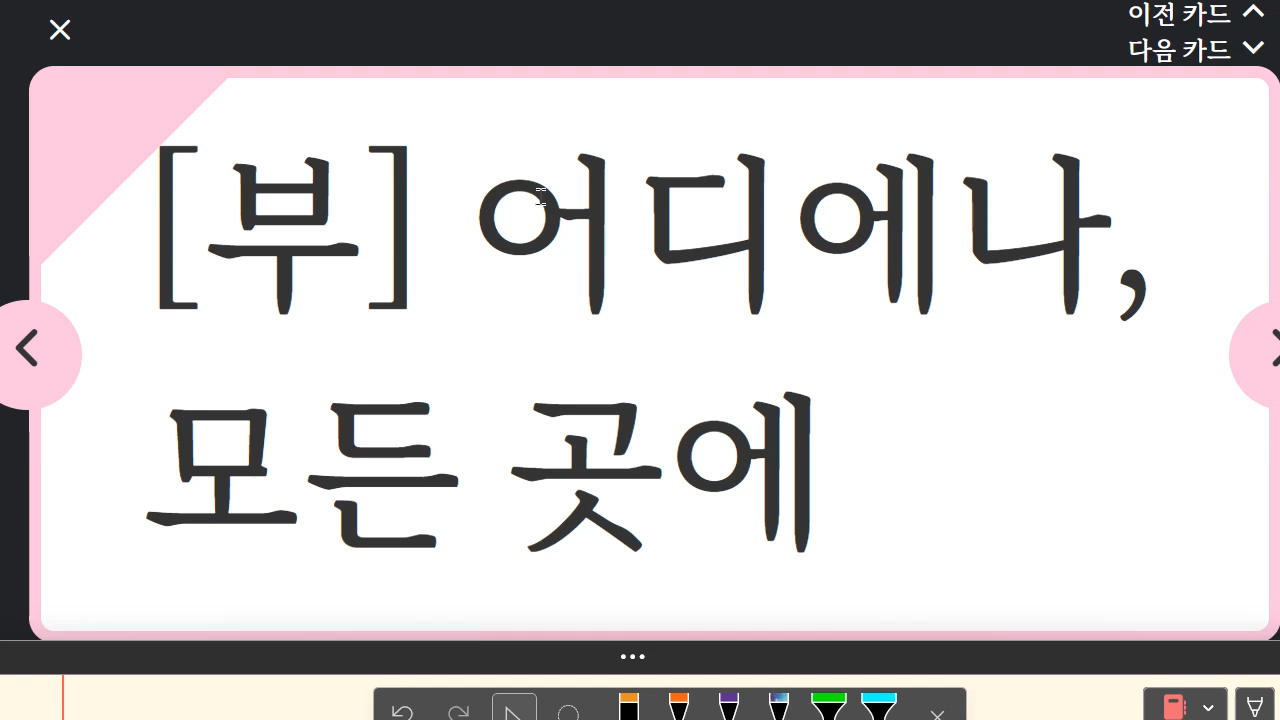 이전 카드
다음 카드
[부] 어디에나,
모든 곳에